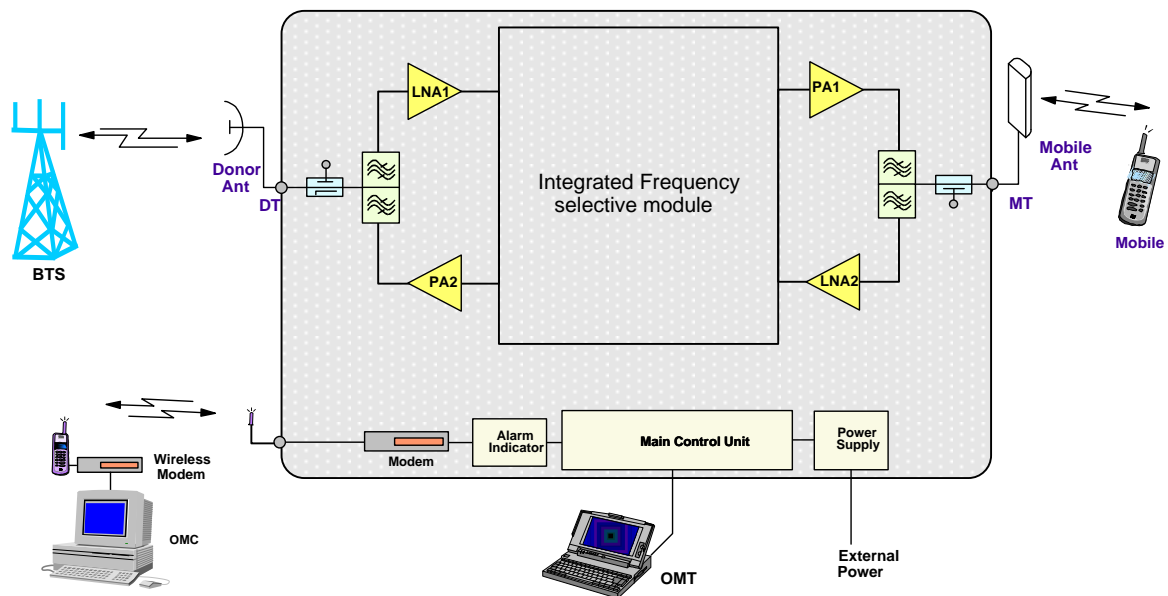 LNA1
PA1
Donor
Ant
DT
Integrated Frequency
selective module
Mobile
Ant
MT
Mobile
BTS
PA2
LNA2
Wireless
Modem
OMC
Modem
Alarm
Indicator
Main Control Unit
Power
Supply
OMT
External
Power